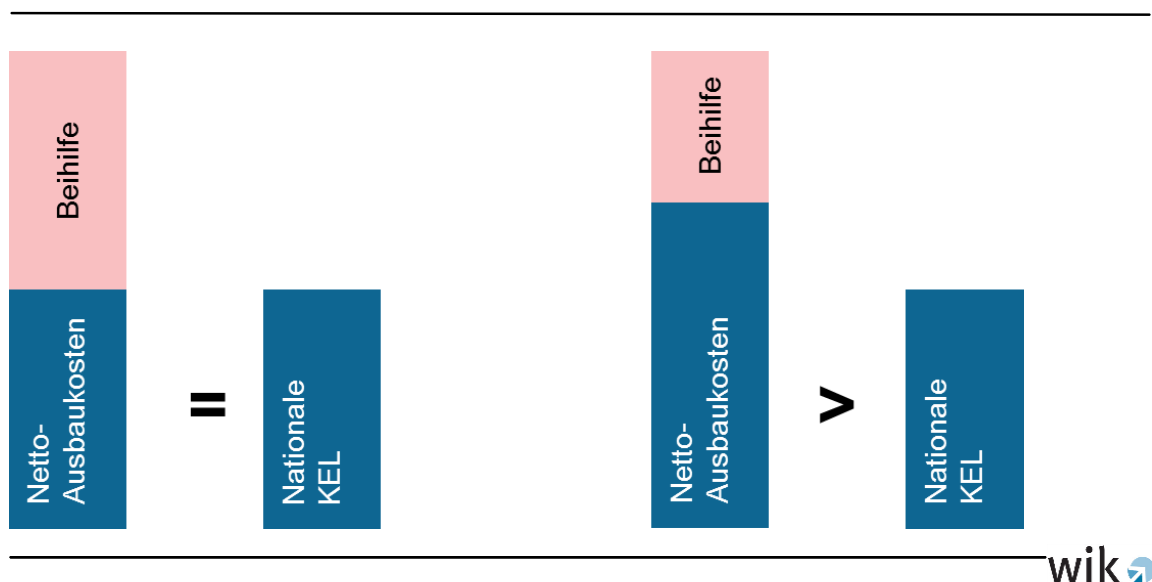 Beihilfe
Netto-
Ausbaukosten
=
Nationale
KEL
Beihilfe
Netto-
Ausbaukosten
>
Nationale
KEL
wik